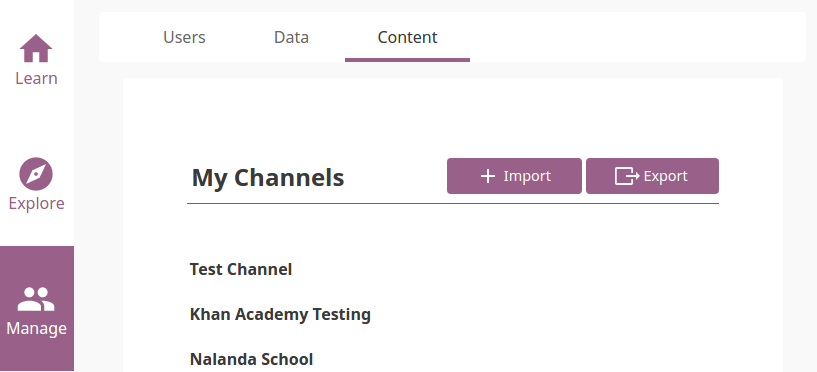 Users Data Content
Learn
Explore
Manage
My Channels
Import Export
Test Channel
Khan Academy Testing
Nalanda School